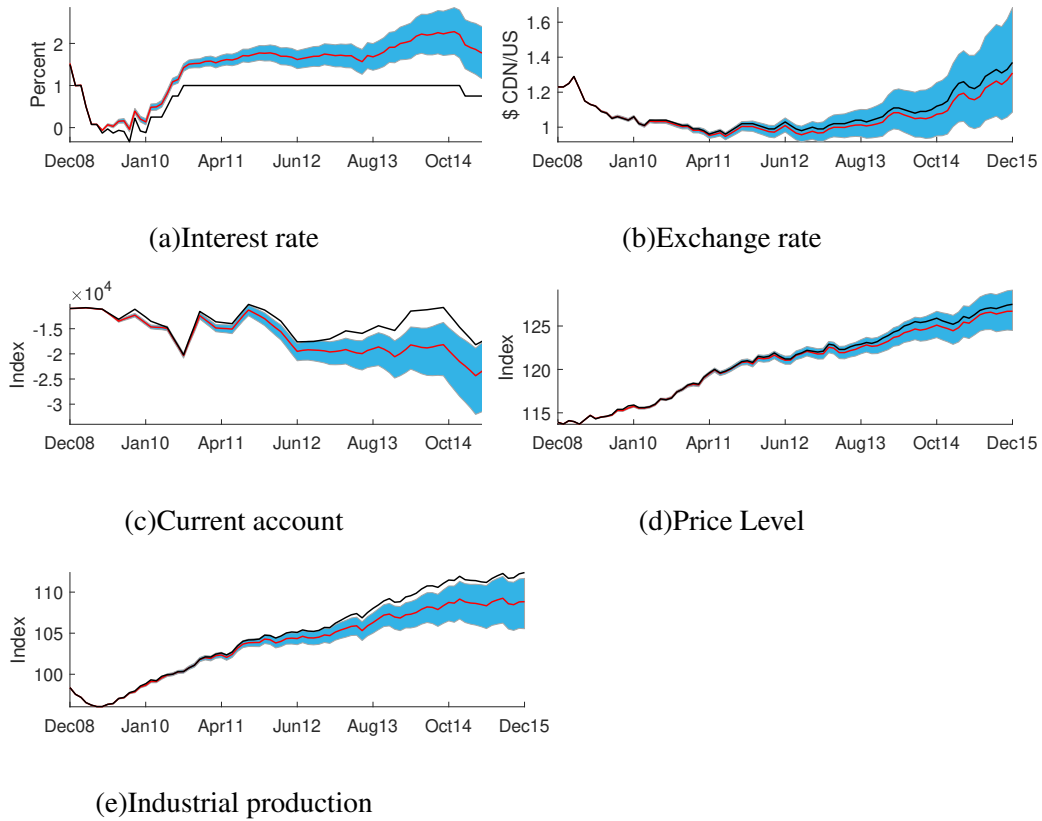 Percent
2
1
0
Dec08 Jan10 Apr11 Jun12 Aug13 Oct14
(a)Interest rate
$ CDN/US
1.6
1.4
1.2
1
Dec08 Jan10 Apr11 Jun12 Aug13 Oct14 Dec15
(b)Exchange rate
×10⁴
Index
-1.5
-2
-2.5
-3
Dec08 Jan10 Apr11 Jun12 Aug13 Oct14
(c)Current account
Index
125
120
115
Dec08 Jan10 Apr11 Jun12 Aug13 Oct14 Dec15
(d)Price Level
Index
110
105
100
Dec08 Jan10 Apr11 Jun12 Aug13 Oct14 Dec15
(e)Industrial production